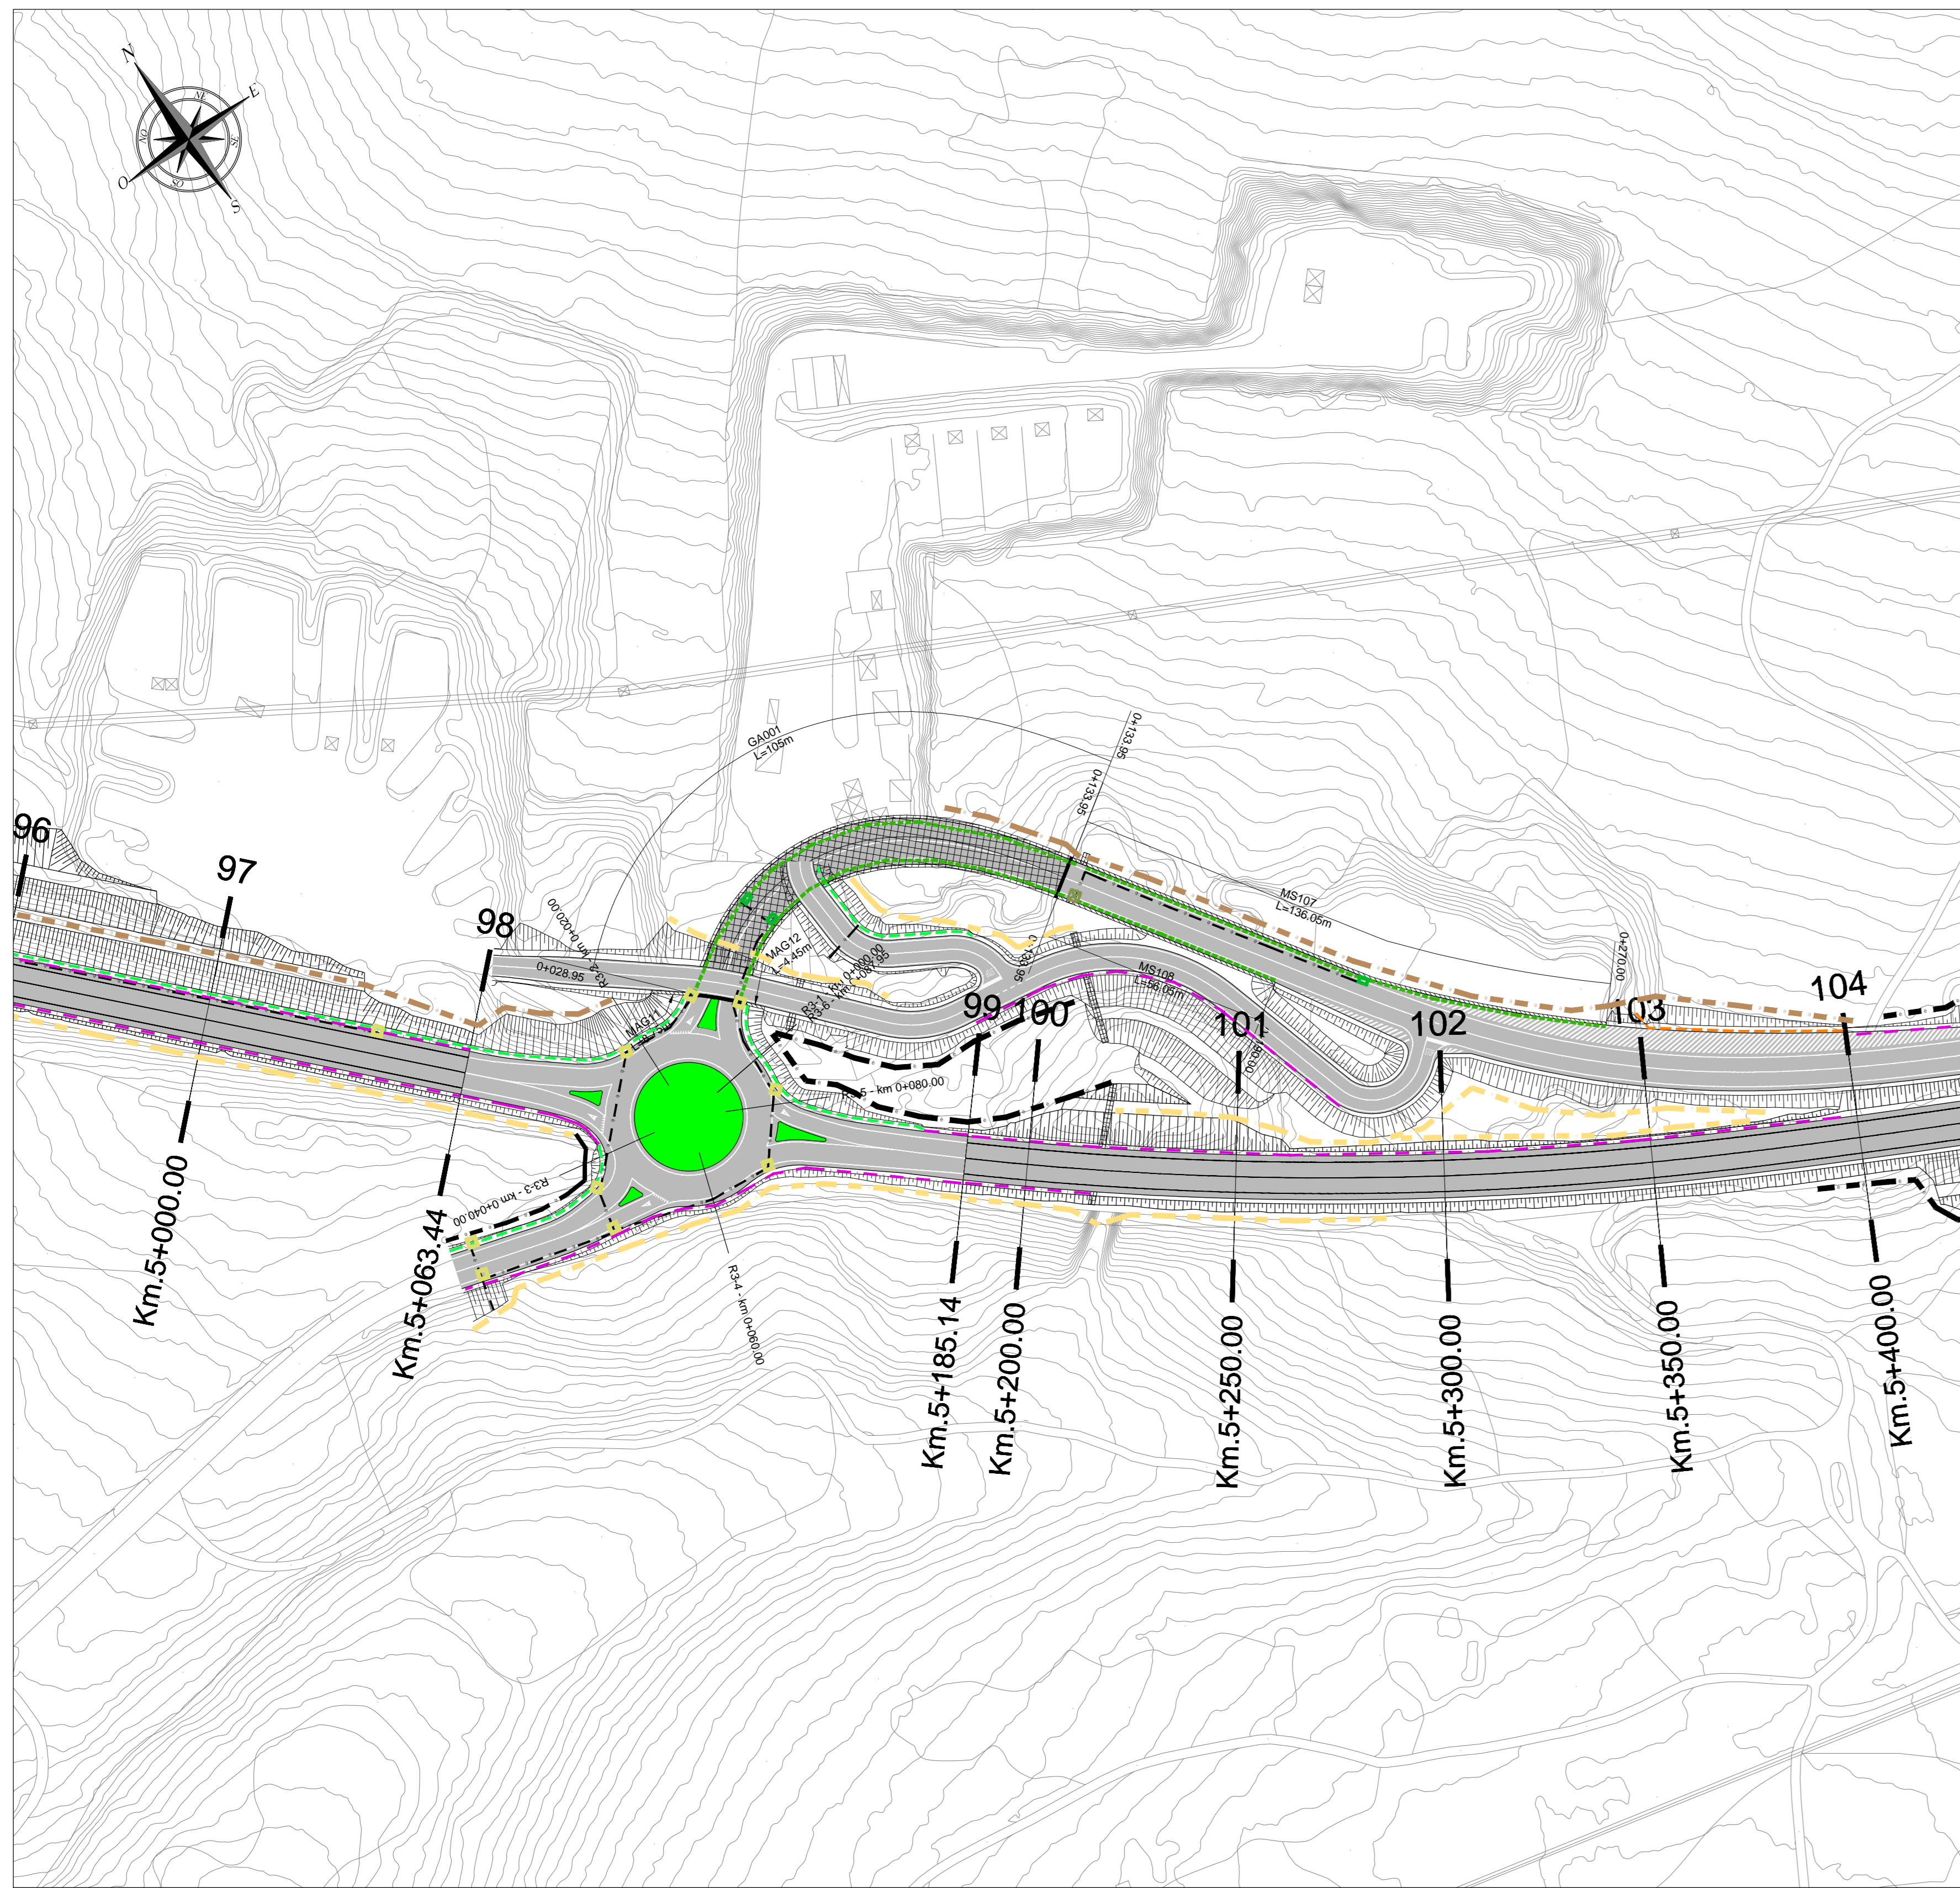 N
NE
E
NO
SE
O
SO
S
0+133.95
GA001
L=105m
0+133.95
96
97
MS107
L=136.05m
98
R3-2 - km 0+020.00
0+028.95
MAG12
L=4.45m
0+000.00
0+087.95
MS108
L=56.05m
0+270.00
104
99
100
101
102
103
MAG11
R3-5 - km 0+080.00
R3-3 - km 0+040.00
R3-4 - km 0+060.00
Km.5+000.00
Km.5+063.44
Km.5+185.14
Km.5+200.00
Km.5+250.00
Km.5+300.00
Km.5+350.00
Km.5+400.00